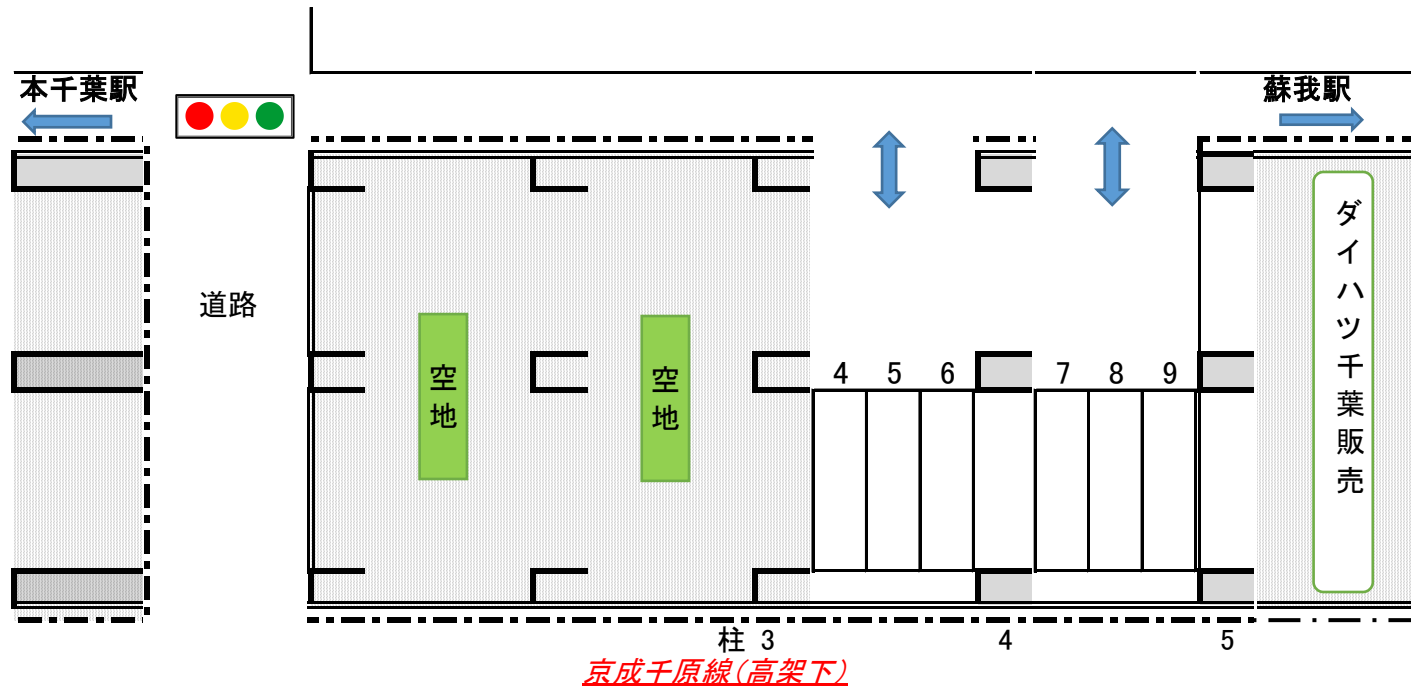 本千葉駅
蘇我駅
道路
空地
空地
4 5 6 7 8 9
ダイハツ千葉販売
柱 3 4 5
京成千原線(高架下)